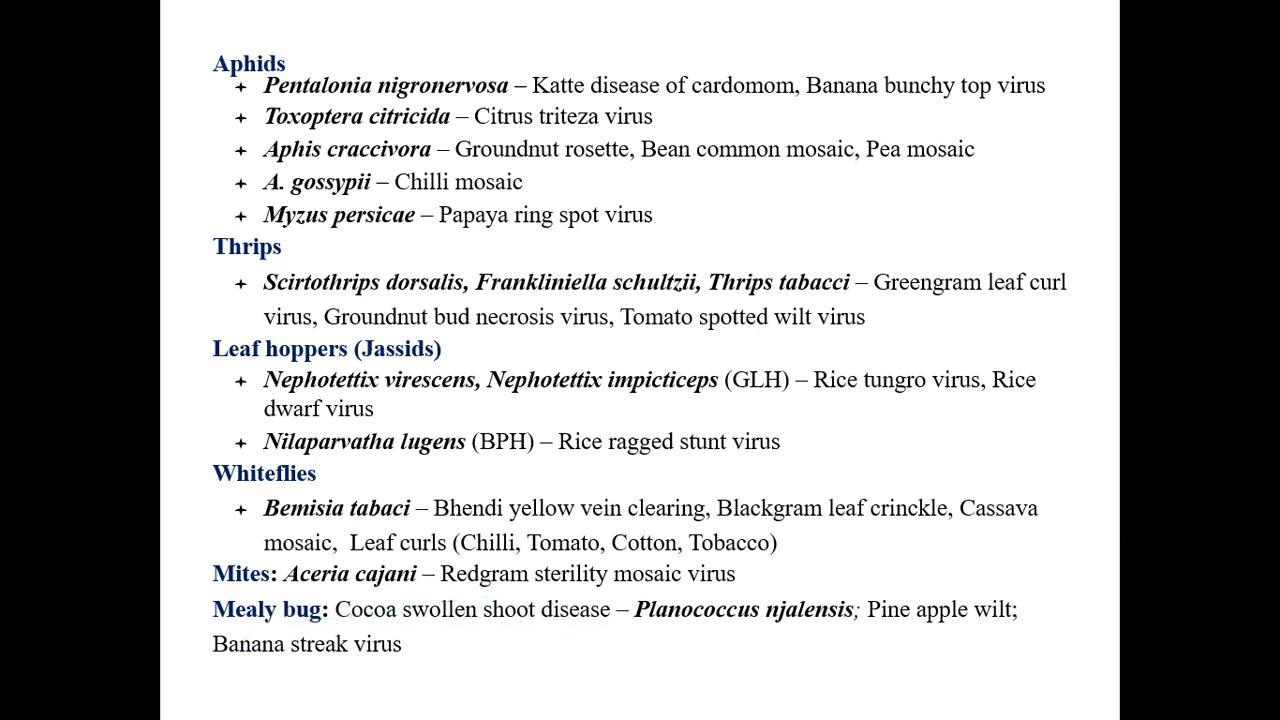 Aphids
Pentalonia nigronervosa – Katte disease of cardomom, Banana bunchy top virus
Toxoptera citricida – Citrus triteza virus
Aphis craccivora – Groundnut rosette, Bean common mosaic, Pea mosaic
A. gossypii – Chilli mosaic
Myzus persicae – Papaya ring spot virus
Thrips
Scirtothrips dorsalis, Frankliniella schultzii, Thrips tabacci – Greengram leaf curl
virus, Groundnut bud necrosis virus, Tomato spotted wilt virus
Leaf hoppers (Jassids)
Nephotettix virescens, Nephotettix impicticeps (GLH) – Rice tungro virus, Rice
dwarf virus
Nilaparvatha lugens (BPH) – Rice ragged stunt virus
Whiteflies
Bemisia tabaci – Bhendi yellow vein clearing, Blackgram leaf crinckle, Cassava
mosaic, Leaf curls (Chilli, Tomato, Cotton, Tobacco)
Mites: Aceria cajani – Redgram sterility mosaic virus
Mealy bug: Cocoa swollen shoot disease – Planococcus njalensis; Pine apple wilt;
Banana streak virus